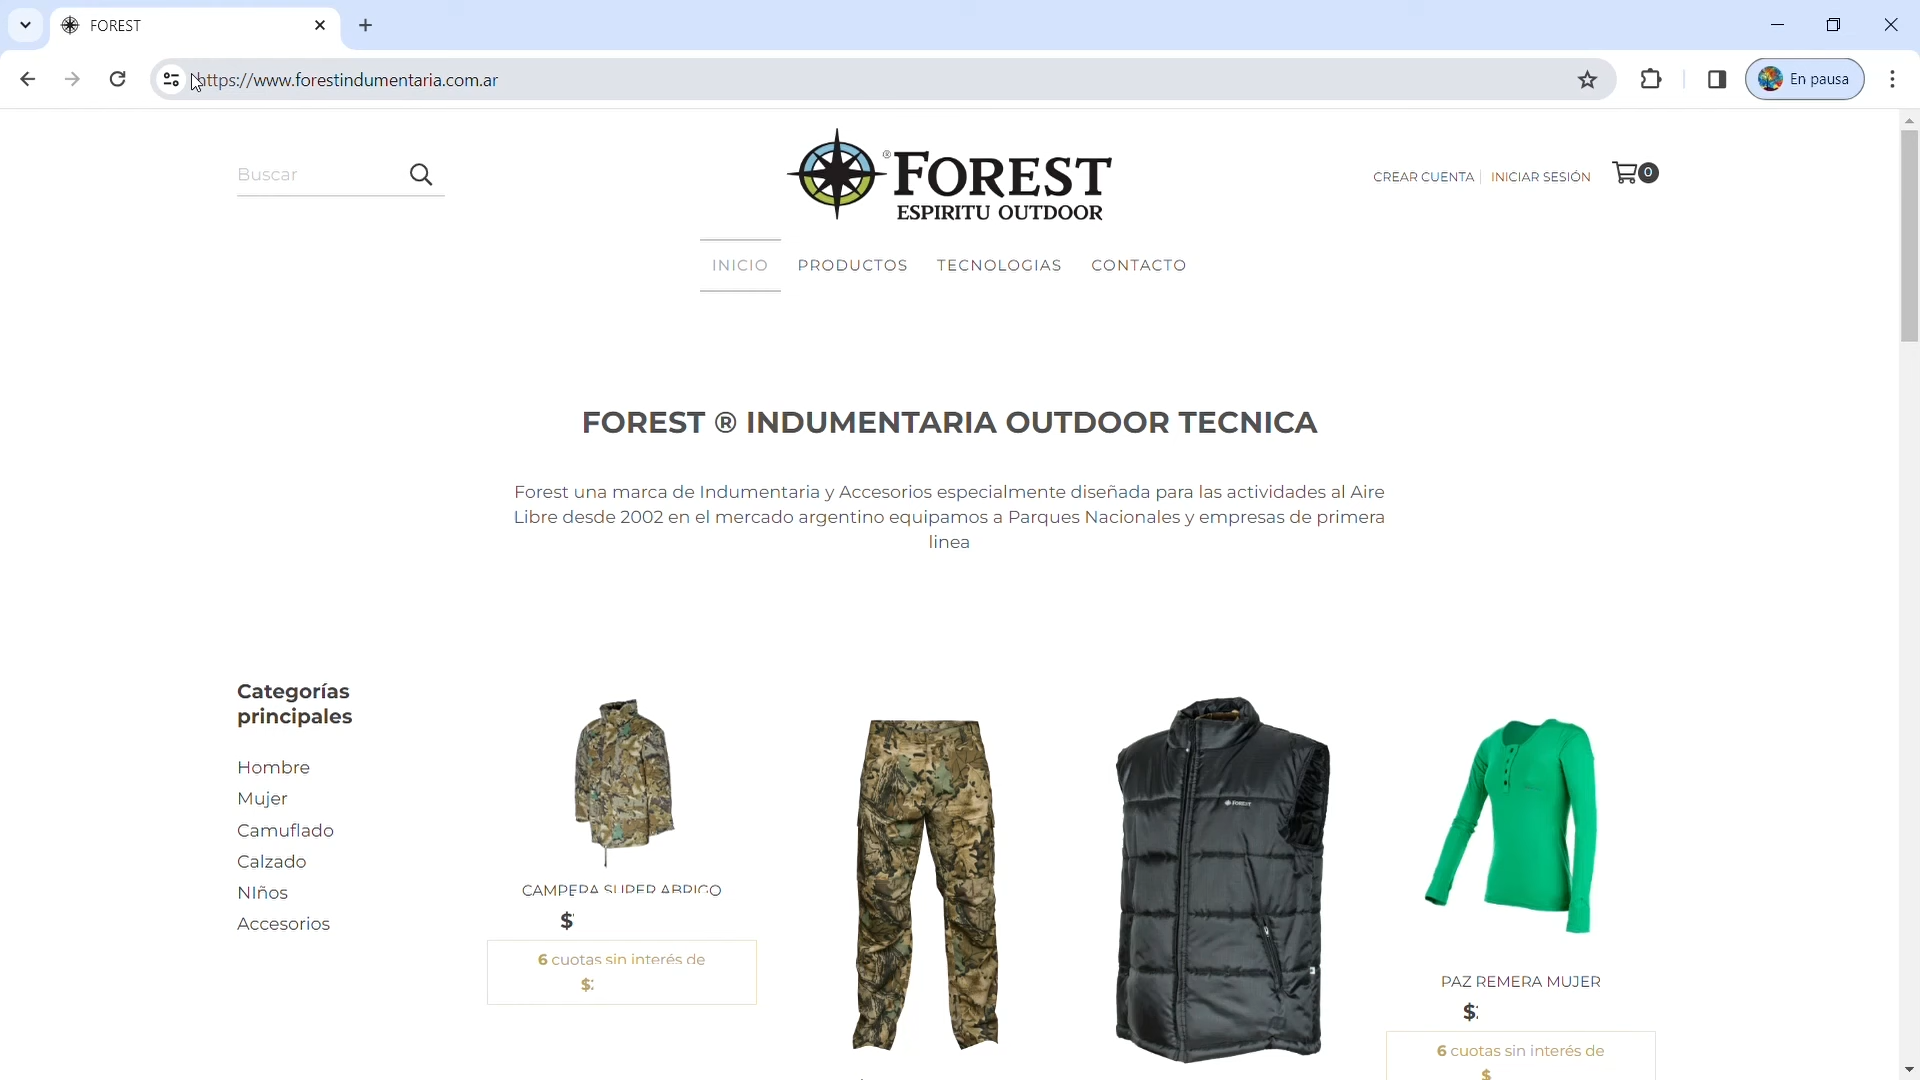 FOREST
https://www.forestindumentaria.com.ar
En pausa
Buscar
® FOREST
ESPIRITU OUTDOOR
CREAR CUENTA | INICIAR SESIÓN
0
INICIO PRODUCTOS TECNOLOGIAS CONTACTO
FOREST ® INDUMENTARIA OUTDOOR TECNICA
Forest una marca de Indumentaria y Accesorios especialmente diseñada para las actividades al Aire
Libre desde 2002 en el mercado argentino equipamos a Parques Nacionales y empresas de primera
linea
Categorías
principales
Hombre
Mujer
Camuflado
Calzado
NIños
Accesorios
CAMPERA SUPER ABRIGO
$
6 cuotas sin interés de
$
FOREST
PAZ REMERA MUJER
$
6 cuotas sin interés de
$